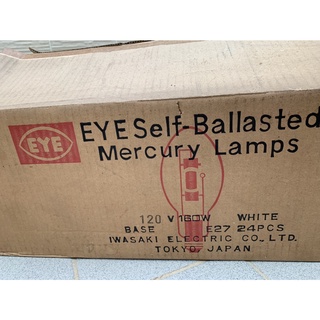 EYE
EYE Self-Ballasted
Mercury Lamps
120 V 160W WHITE
BASE E27 24PCS
IWASAKI ELECTRIC CO., LTD.
TOKYO, JAPAN